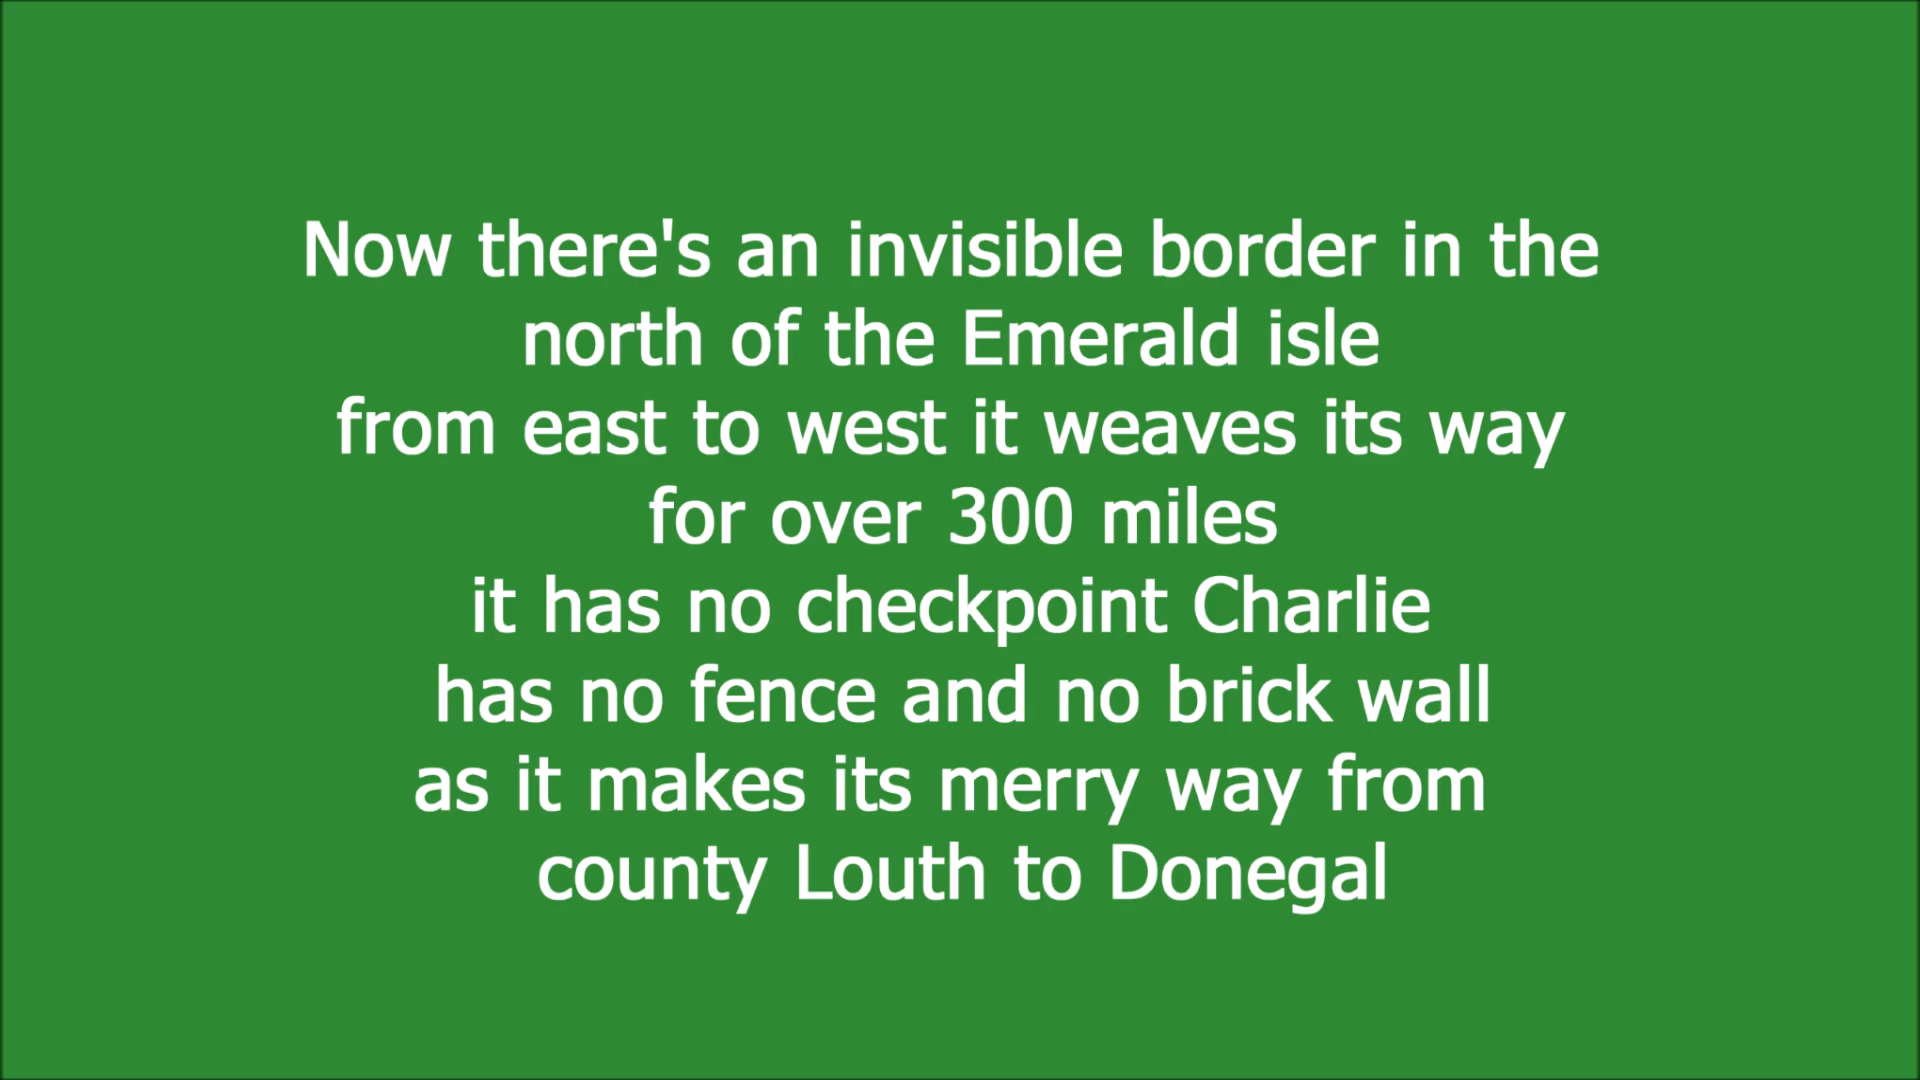 Now there's an invisible border in the
north of the Emerald isle
from east to west it weaves its way
for over 300 miles
it has no checkpoint Charlie
has no fence and no brick wall
as it makes its merry way from
county Louth to Donegal